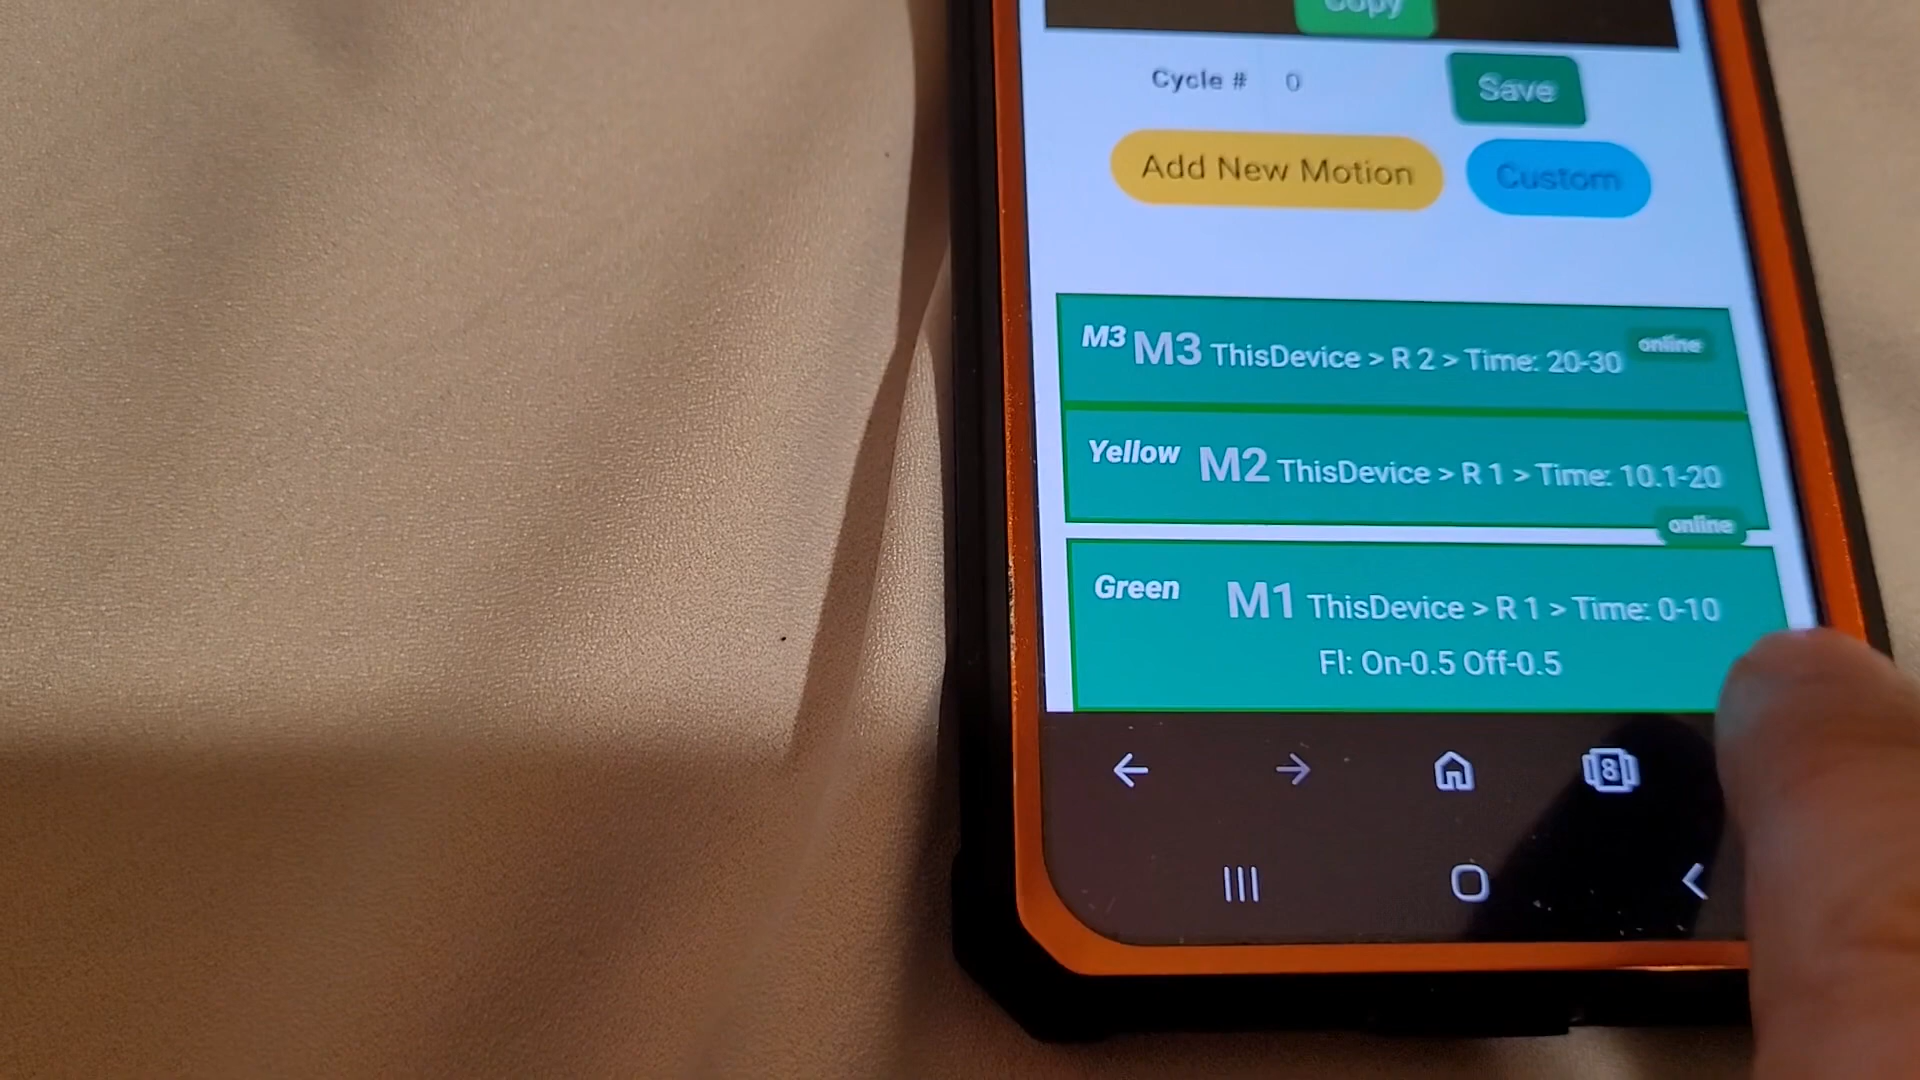 Copy
Cycle # 0 Save
Add New Motion Custom
M3 M3 ThisDevice > R 2 > Time: 20-30 online
Yellow M2 ThisDevice > R 1 > Time: 10.1-20
online
Green M1 ThisDevice > R 1 > Time: 0-10
Fl: On-0.5 Off-0.5
8